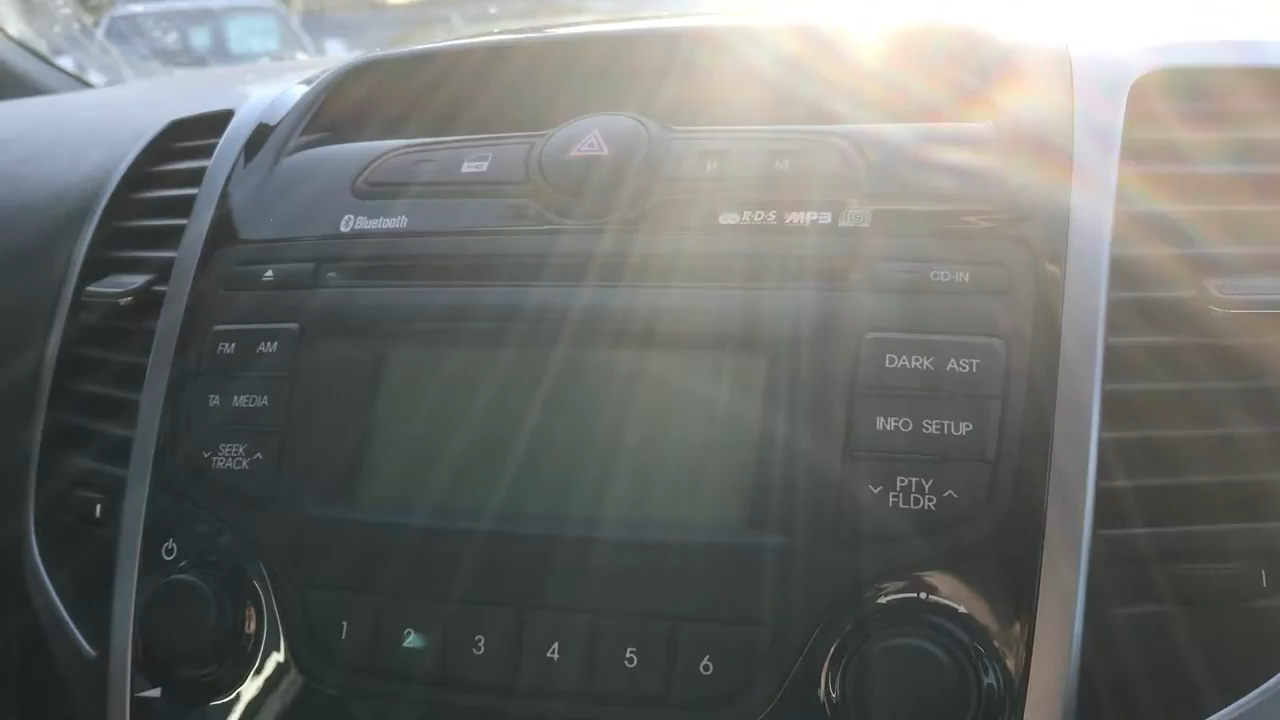 P M
Bluetooth
R·D·S MP3 disc
CD-IN
FM AM
DARK AST
TA MEDIA
INFO SETUP
SEEK
TRACK
PTY
FLDR
1 2 3 4 5 6